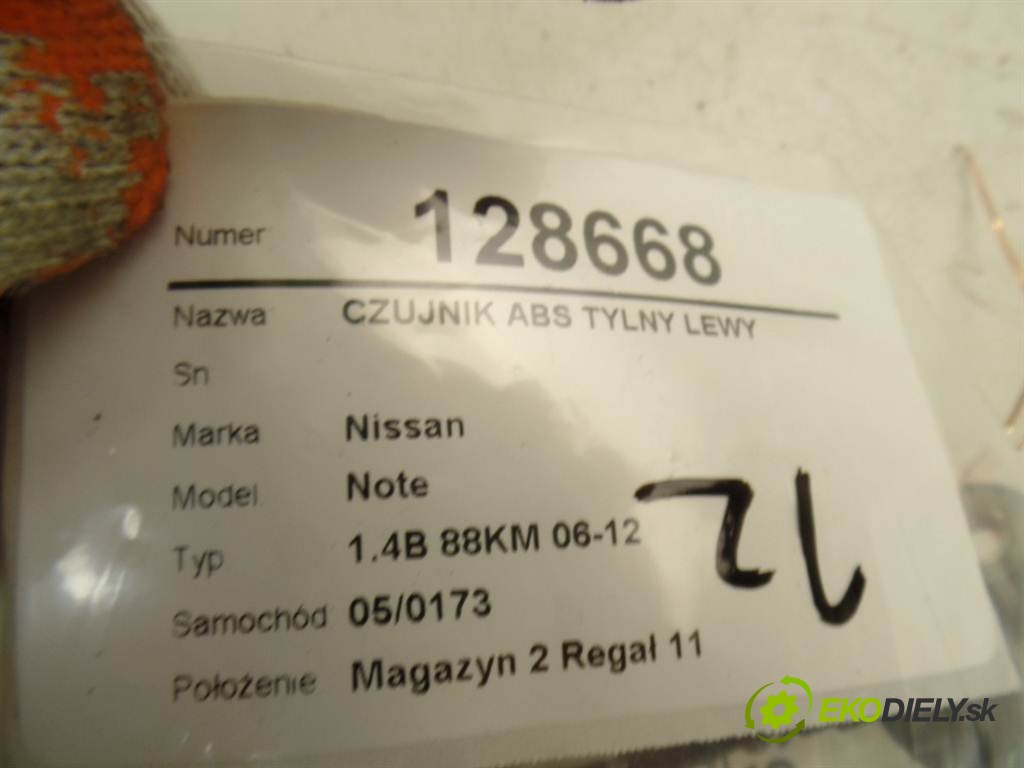 Numer 128668
Nazwa CZUJNIK ABS TYLNY LEWY
Sn
Marka Nissan
Model Note
Typ 1.4B 88KM 06-12
Samochód 05/0173
Położenie Magazyn 2 Regał 11
EKODIELY.sk